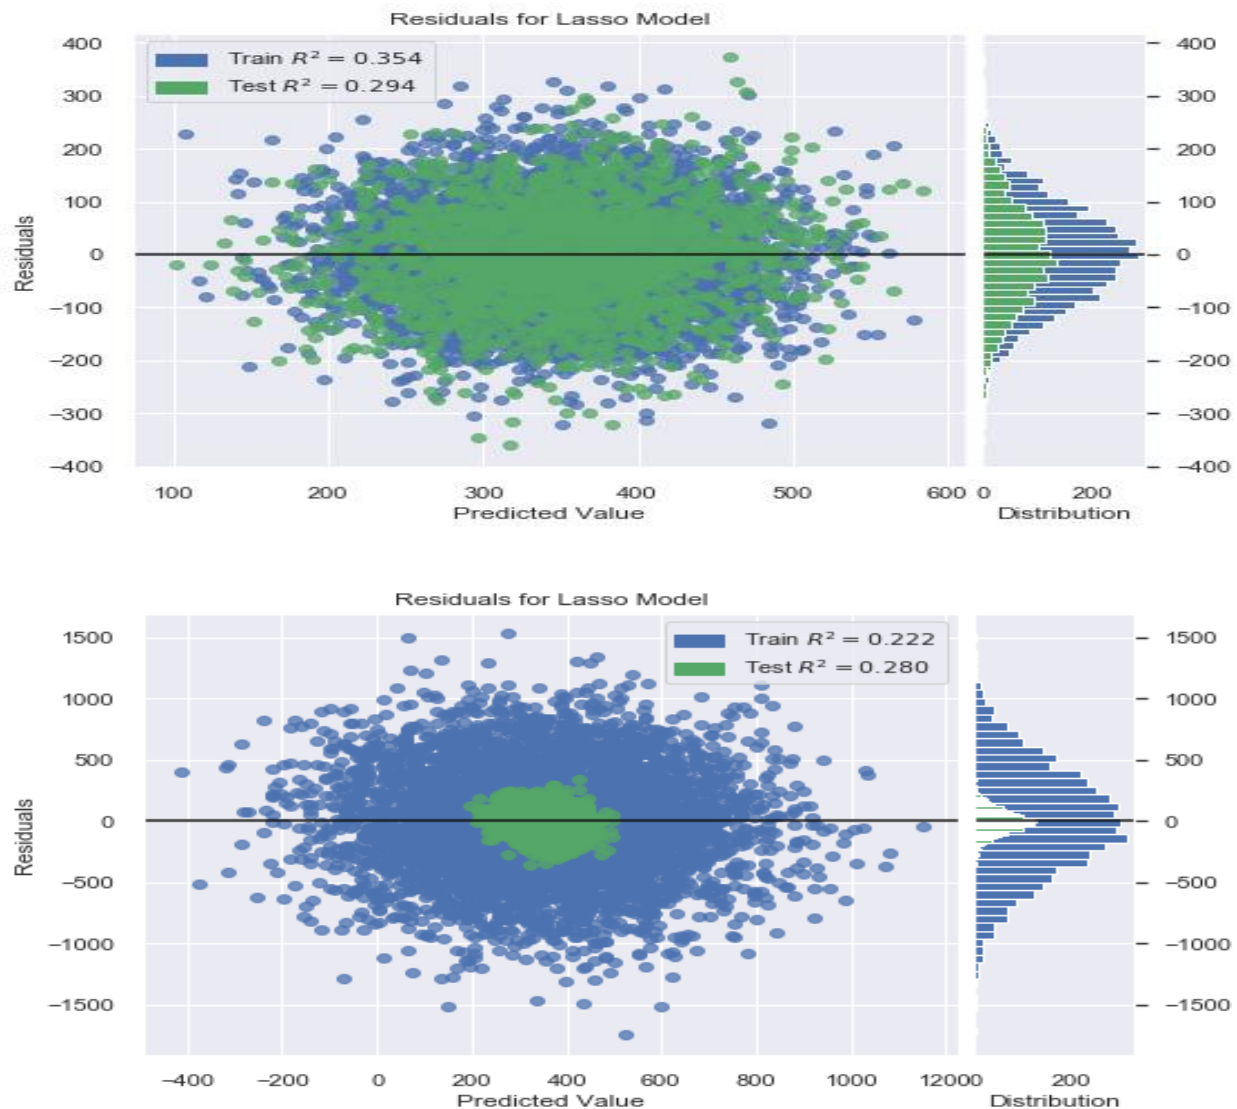 Residuals for Lasso Model
Train R² = 0.354
Test R² = 0.294
Residuals
400
300
200
100
0
−100
−200
−300
−400
400
300
200
100
0
−100
−200
−300
−400
100 200 300 400 500 600 0 200
Predicted Value Distribution
Residuals for Lasso Model
Train R² = 0.222
Test R² = 0.280
Residuals
1500
1000
500
0
−500
−1000
−1500
1500
1000
500
0
−500
−1000
−1500
−400 −200 0 200 400 600 800 1000 1200 0 200
Predicted Value Distribution